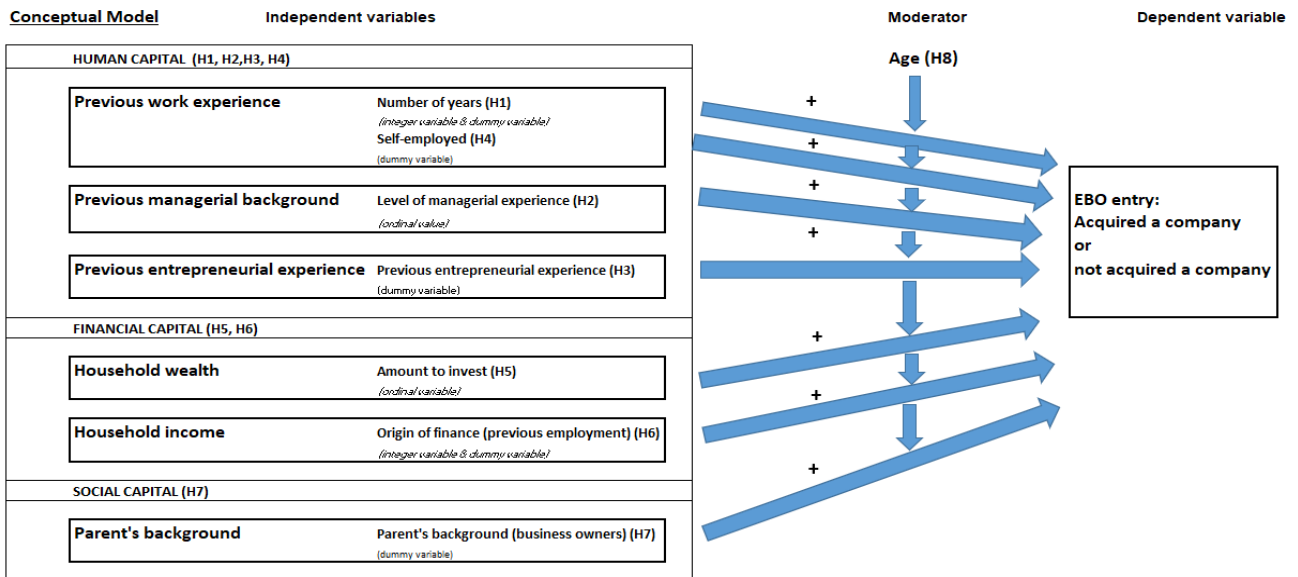 Conceptual Model
Independent variables
Moderator
Dependent variable
HUMAN CAPITAL (H1, H2,H3, H4)
Age (H8)
Previous work experience
Number of years (H1)
(integer variable & dummy variable)
Self-employed (H4)
(dummy variable)
+
+
Previous managerial background
Level of managerial experience (H2)
(ordinal value)
+
+
EBO entry:
Acquired a company
or
not acquired a company
Previous entrepreneurial experience
Previous entrepreneurial experience (H3)
(dummy variable)
FINANCIAL CAPITAL (H5, H6)
+
Household wealth
Amount to invest (H5)
(ordinal variable)
+
Household income
Origin of finance (previous employment) (H6)
(integer variable & dummy variable)
+
SOCIAL CAPITAL (H7)
Parent's background
Parent's background (business owners) (H7)
(dummy variable)